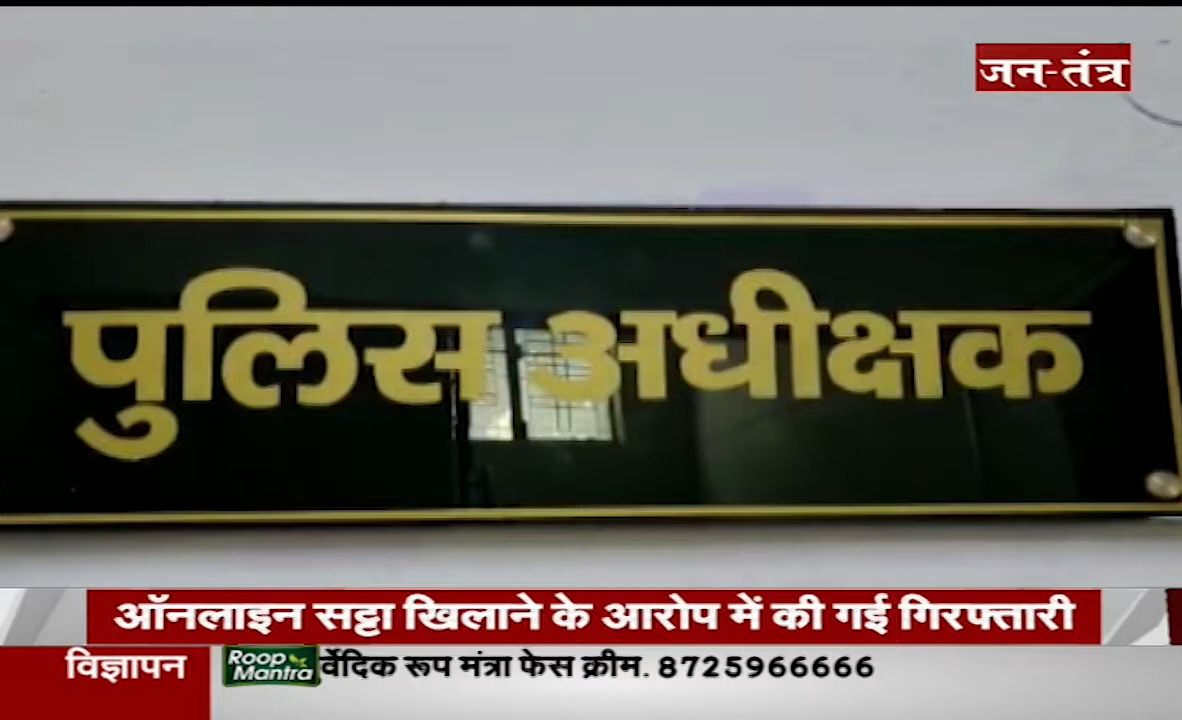 जन-तंत्र
पुलिस अधीक्षक
ऑनलाइन सट्टा खिलाने के आरोप में की गई गिरफ्तारी
विज्ञापन Roop Mantra र्वेदिक रूप मंत्रा फेस क्रीम. 8725966666